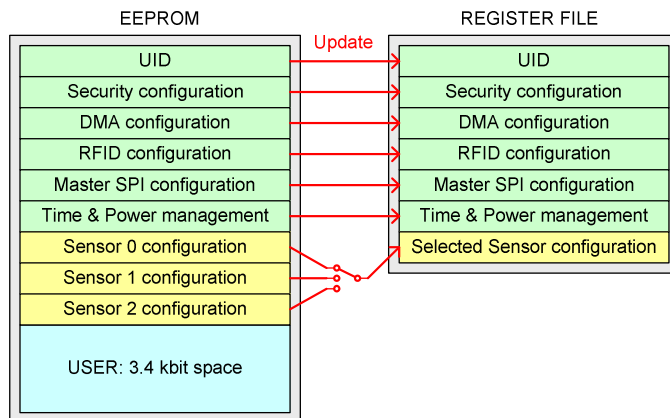 EEPROM
REGISTER FILE
Update
UID
UID
Security configuration
Security configuration
DMA configuration
DMA configuration
RFID configuration
RFID configuration
Master SPI configuration
Master SPI configuration
Time & Power management
Time & Power management
Sensor 0 configuration
Selected Sensor configuration
Sensor 1 configuration
Sensor 2 configuration
USER: 3.4 kbit space